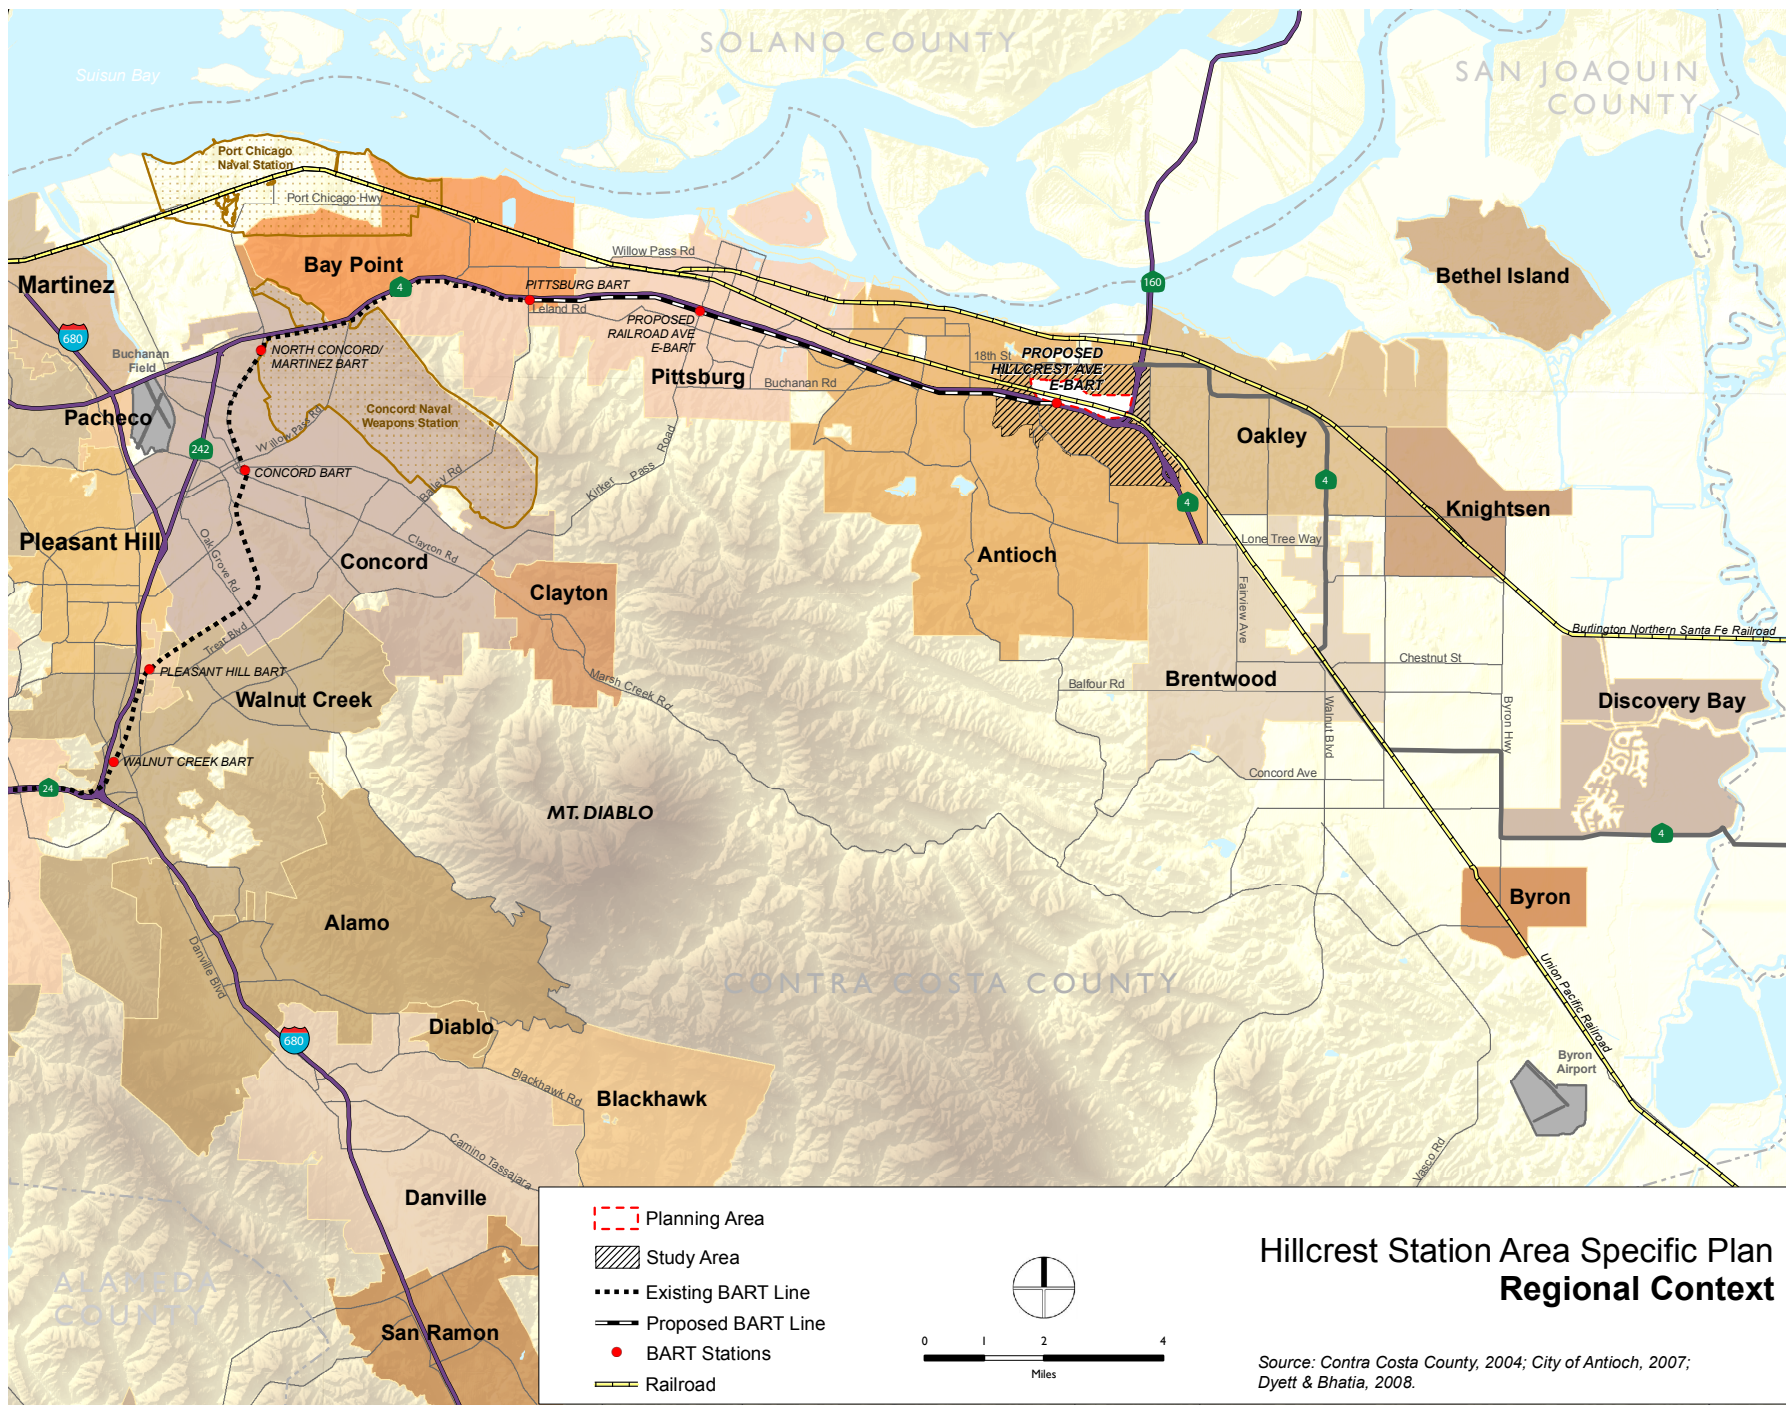 SOLANO COUNTY
Suisun Bay
SAN JOAQUIN
COUNTY
Port Chicago
Naval Station
Port Chicago Hwy
Willow Pass Rd
Bay Point
Martinez
Bethel Island
4
160
PITTSBURG BART
Leland Rd
680
PROPOSED
RAILROAD AVE
E-BART
NORTH CONCORD/
MARTINEZ BART
Buchanan
Field
18th St
PROPOSED
HILLCREST AVE
E-BART
Pittsburg
Buchanan Rd
Pacheco
Concord Naval
Weapons Station
Willow Pass Rd
242
Oakley
CONCORD BART
Bailey Rd
Kirker Pass Road
4
4
Knightsen
Pleasant Hill
Oak Grove Rd
Clayton Rd
Concord
Lone Tree Way
Antioch
Clayton
Fairview Ave
Treat Blvd
Burlington Northern Santa Fe Railroad
Chestnut St
PLEASANT HILL BART
Marsh Creek Rd
Balfour Rd
Brentwood
Walnut Creek
Walnut Blvd
Byron Hwy
Discovery Bay
WALNUT CREEK BART
Concord Ave
24
MT. DIABLO
4
Byron
Alamo
Danville Blvd
CONTRA COSTA COUNTY
Union Pacific Railroad
Diablo
680
Byron
Airport
Blackhawk Rd
Blackhawk
Camino Tassajara
Vasco Rd
Danville
ALAMEDA
COUNTY
San Ramon
Planning Area
Study Area
Existing BART Line
Proposed BART Line
BART Stations
Railroad
0 1 2 4
Miles
Hillcrest Station Area Specific Plan
Regional Context
Source: Contra Costa County, 2004; City of Antioch, 2007;
Dyett & Bhatia, 2008.